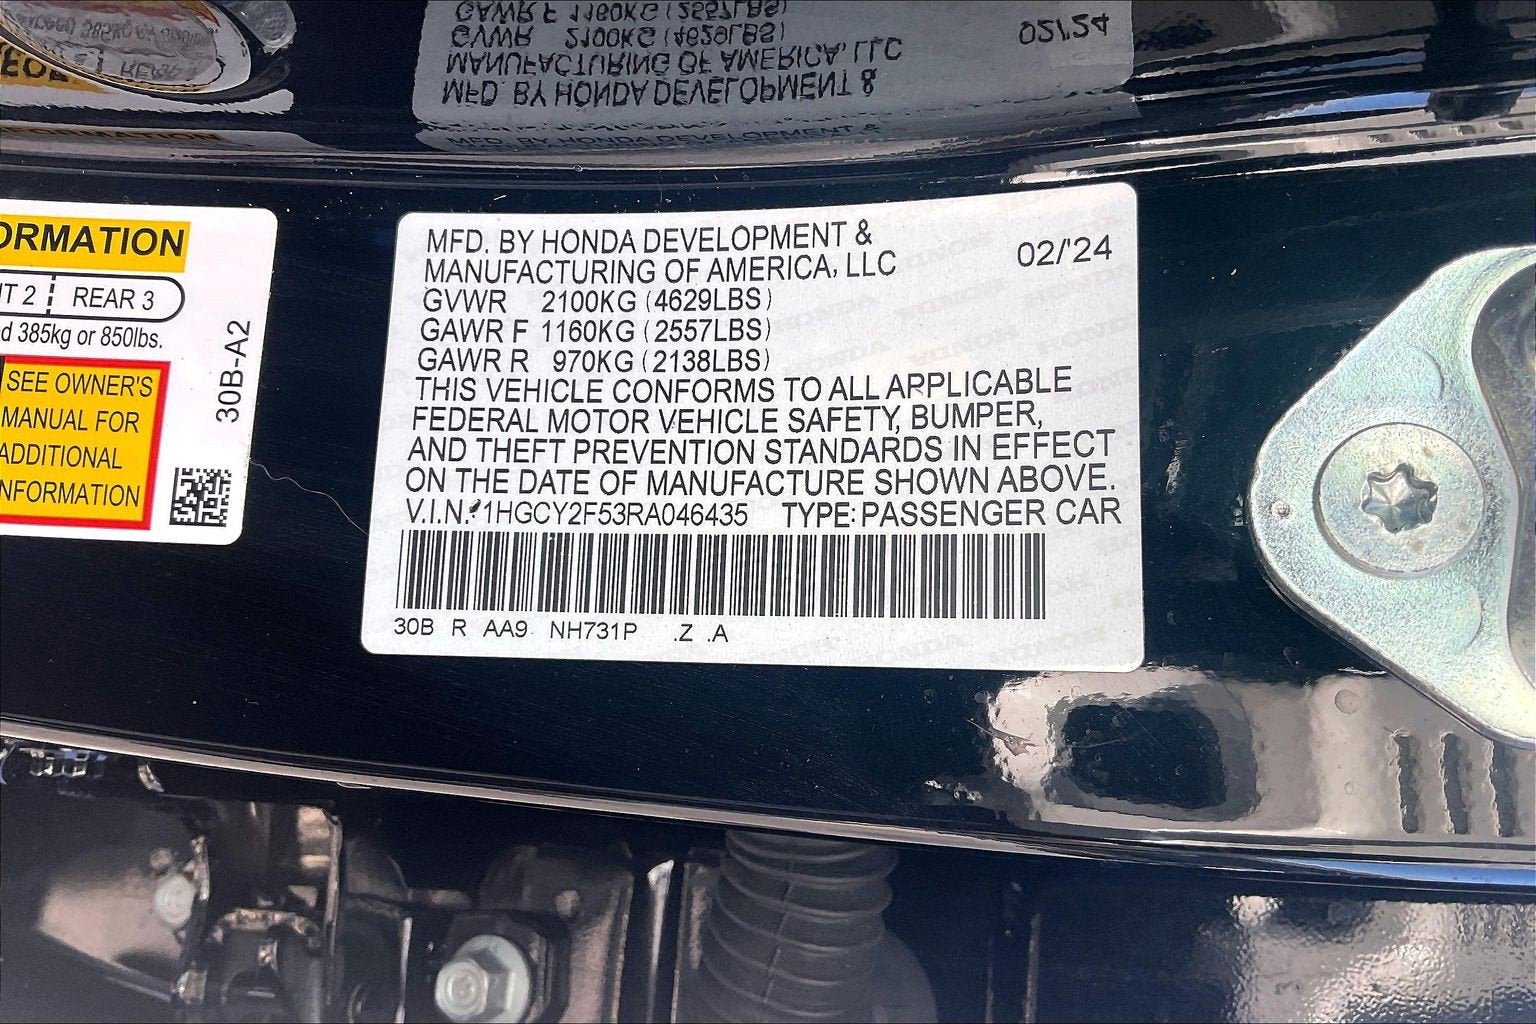 ORMATION
T 2 REAR 3
d 385kg or 850lbs.
SEE OWNER'S
MANUAL FOR
ADDITIONAL
NFORMATION
30B-A2
MFD. BY HONDA DEVELOPMENT &
MANUFACTURING OF AMERICA, LLC 02/'24
GVWR 2100KG (4629LBS)
GAWR F 1160KG (2557LBS)
GAWR R 970KG (2138LBS)
THIS VEHICLE CONFORMS TO ALL APPLICABLE
FEDERAL MOTOR VEHICLE SAFETY, BUMPER,
AND THEFT PREVENTION STANDARDS IN EFFECT
ON THE DATE OF MANUFACTURE SHOWN ABOVE.
V.I.N.: 1HGCY2F53RA046435 TYPE: PASSENGER CAR
30B R AA9 NH731P .Z .A